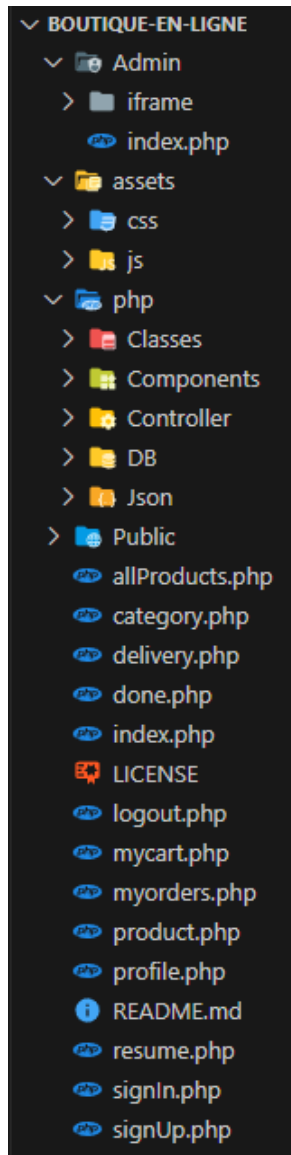 BOUTIQUE-EN-LIGNE
Admin
iframe
index.php
assets
css
js
php
Classes
Components
Controller
DB
Json
Public
allProducts.php
category.php
delivery.php
done.php
index.php
LICENSE
logout.php
mycart.php
myorders.php
product.php
profile.php
README.md
resume.php
signIn.php
signUp.php